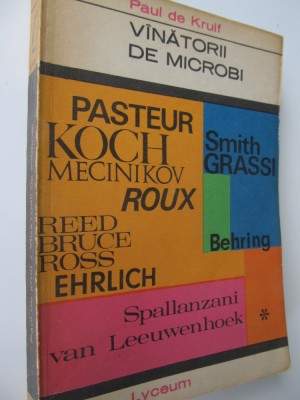 Paul de Kruif
VÎNĂTORII
DE MICROBI
PASTEUR
KOCH
MECINIKOV
ROUX
Smith
GRASSI
REED
BRUCE
ROSS
EHRLICH
Behring
Spallanzani
van Leeuwenhoek *
Lyceum